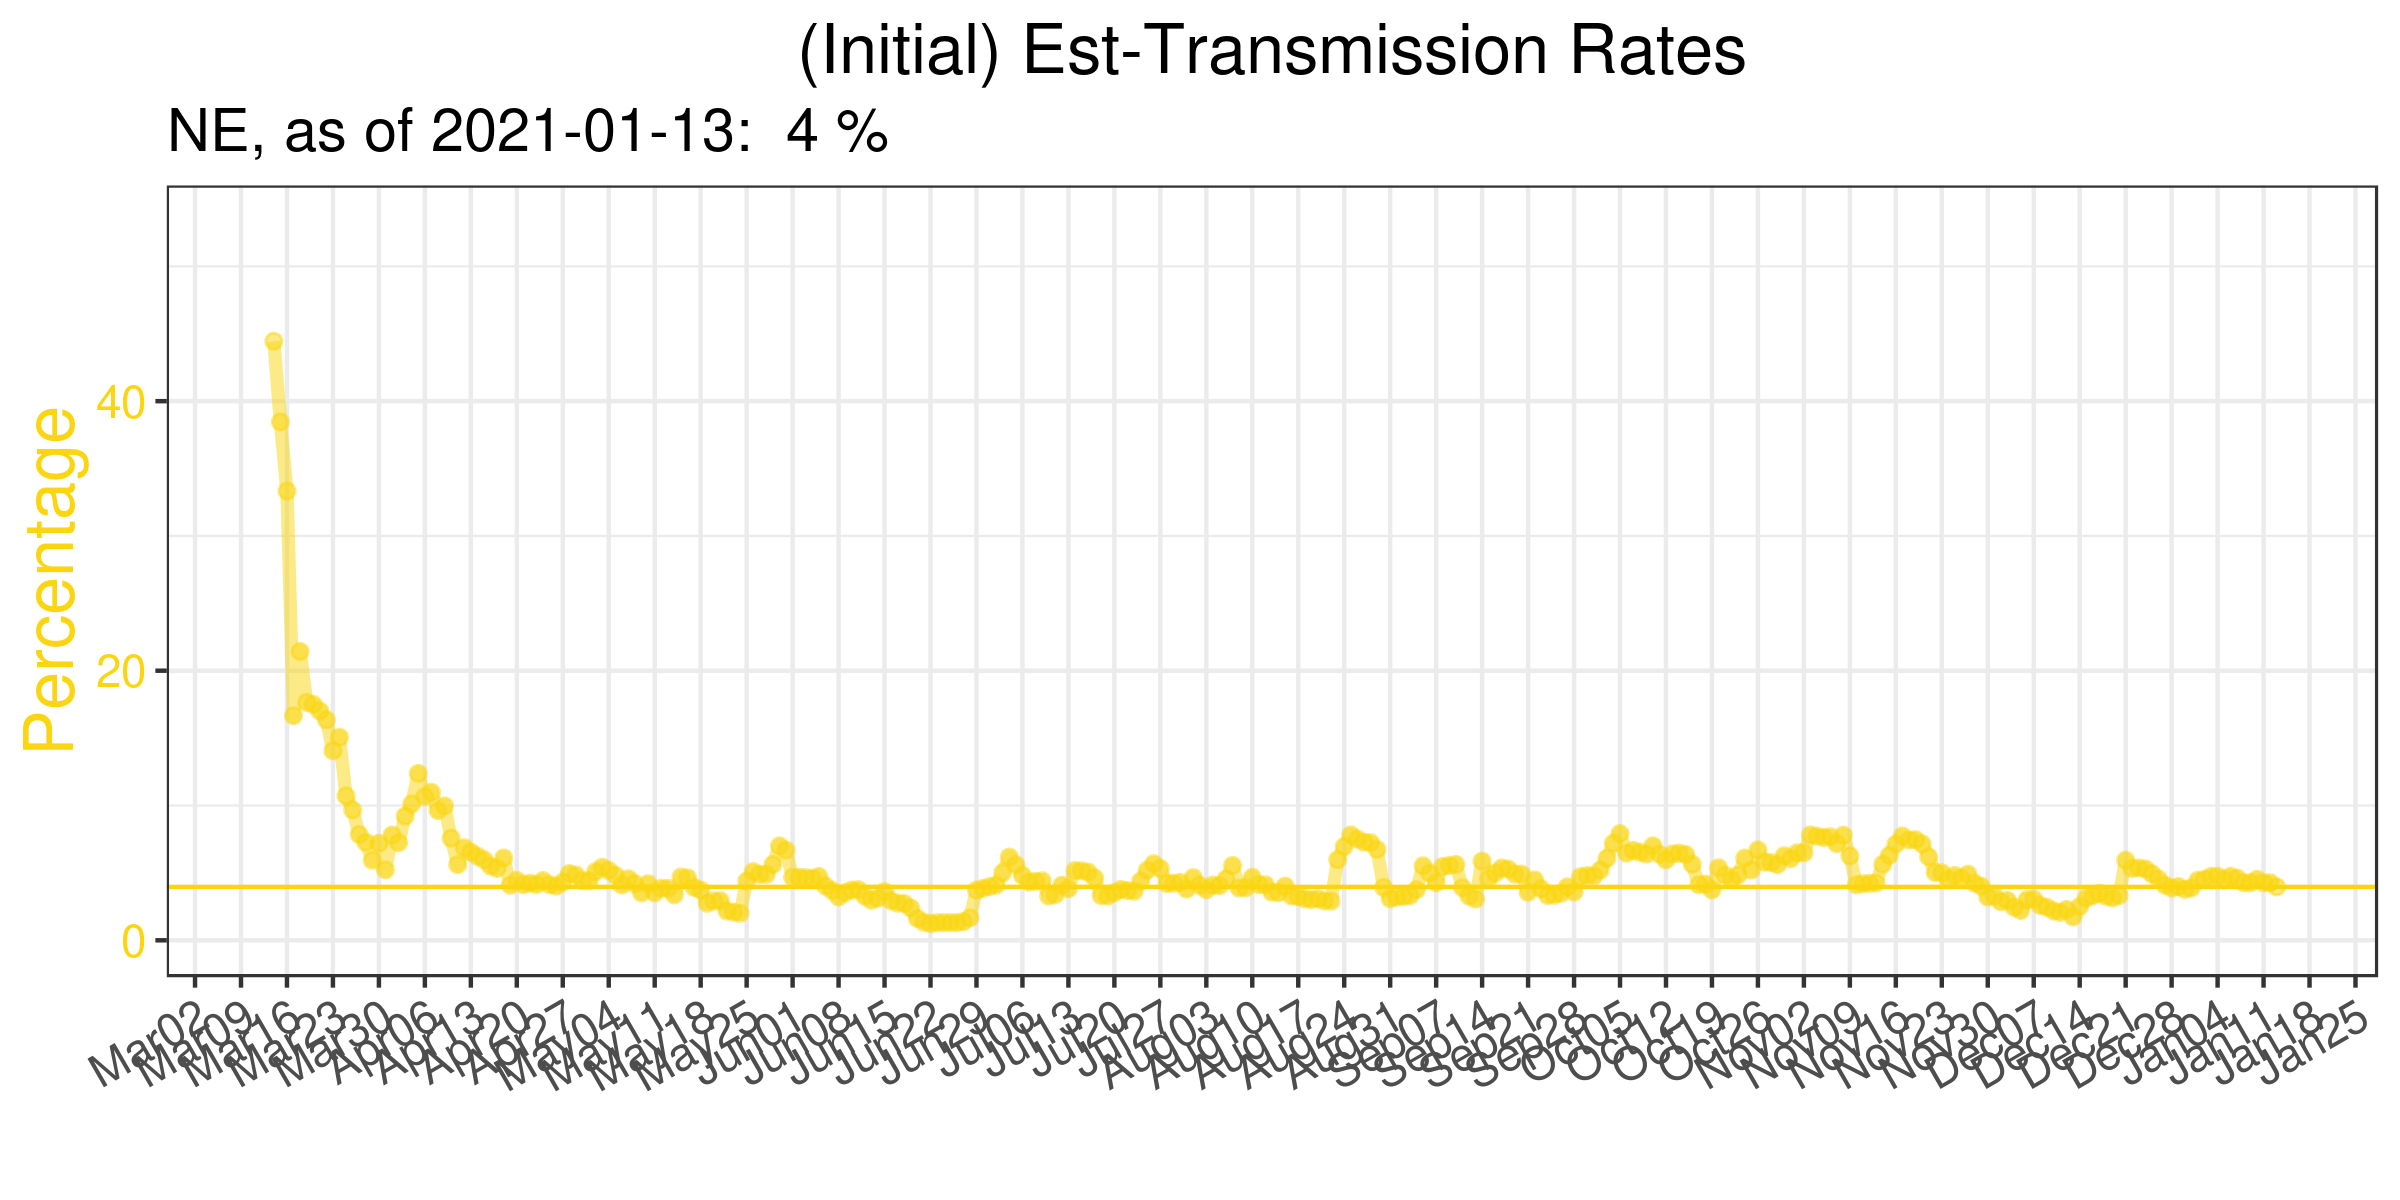 (Initial) Est-Transmission Rates
NE, as of 2021-01-13:  4 %
Percentage
40
20
0
Mar02
Mar09
Mar16
Mar23
Mar30
Apr06
Apr13
Apr20
Apr27
May04
May11
May18
May25
Jun01
Jun08
Jun15
Jun22
Jun29
Jul06
Jul13
Jul20
Jul27
Aug03
Aug10
Aug17
Aug24
Aug31
Sep07
Sep14
Sep21
Sep28
Oct05
Oct12
Oct19
Oct26
Nov02
Nov09
Nov16
Nov23
Nov30
Dec07
Dec14
Dec21
Dec28
Jan04
Jan11
Jan18
Jan25